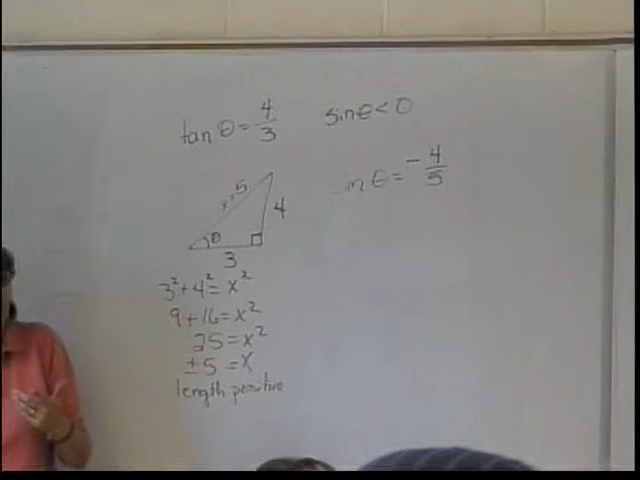 tan θ = 4/3
sin θ < 0
x=5
θ
4
3
θ = -4/5
3² + 4² = x²
9 + 16 = x²
25 = x²
±5 = x
length positive